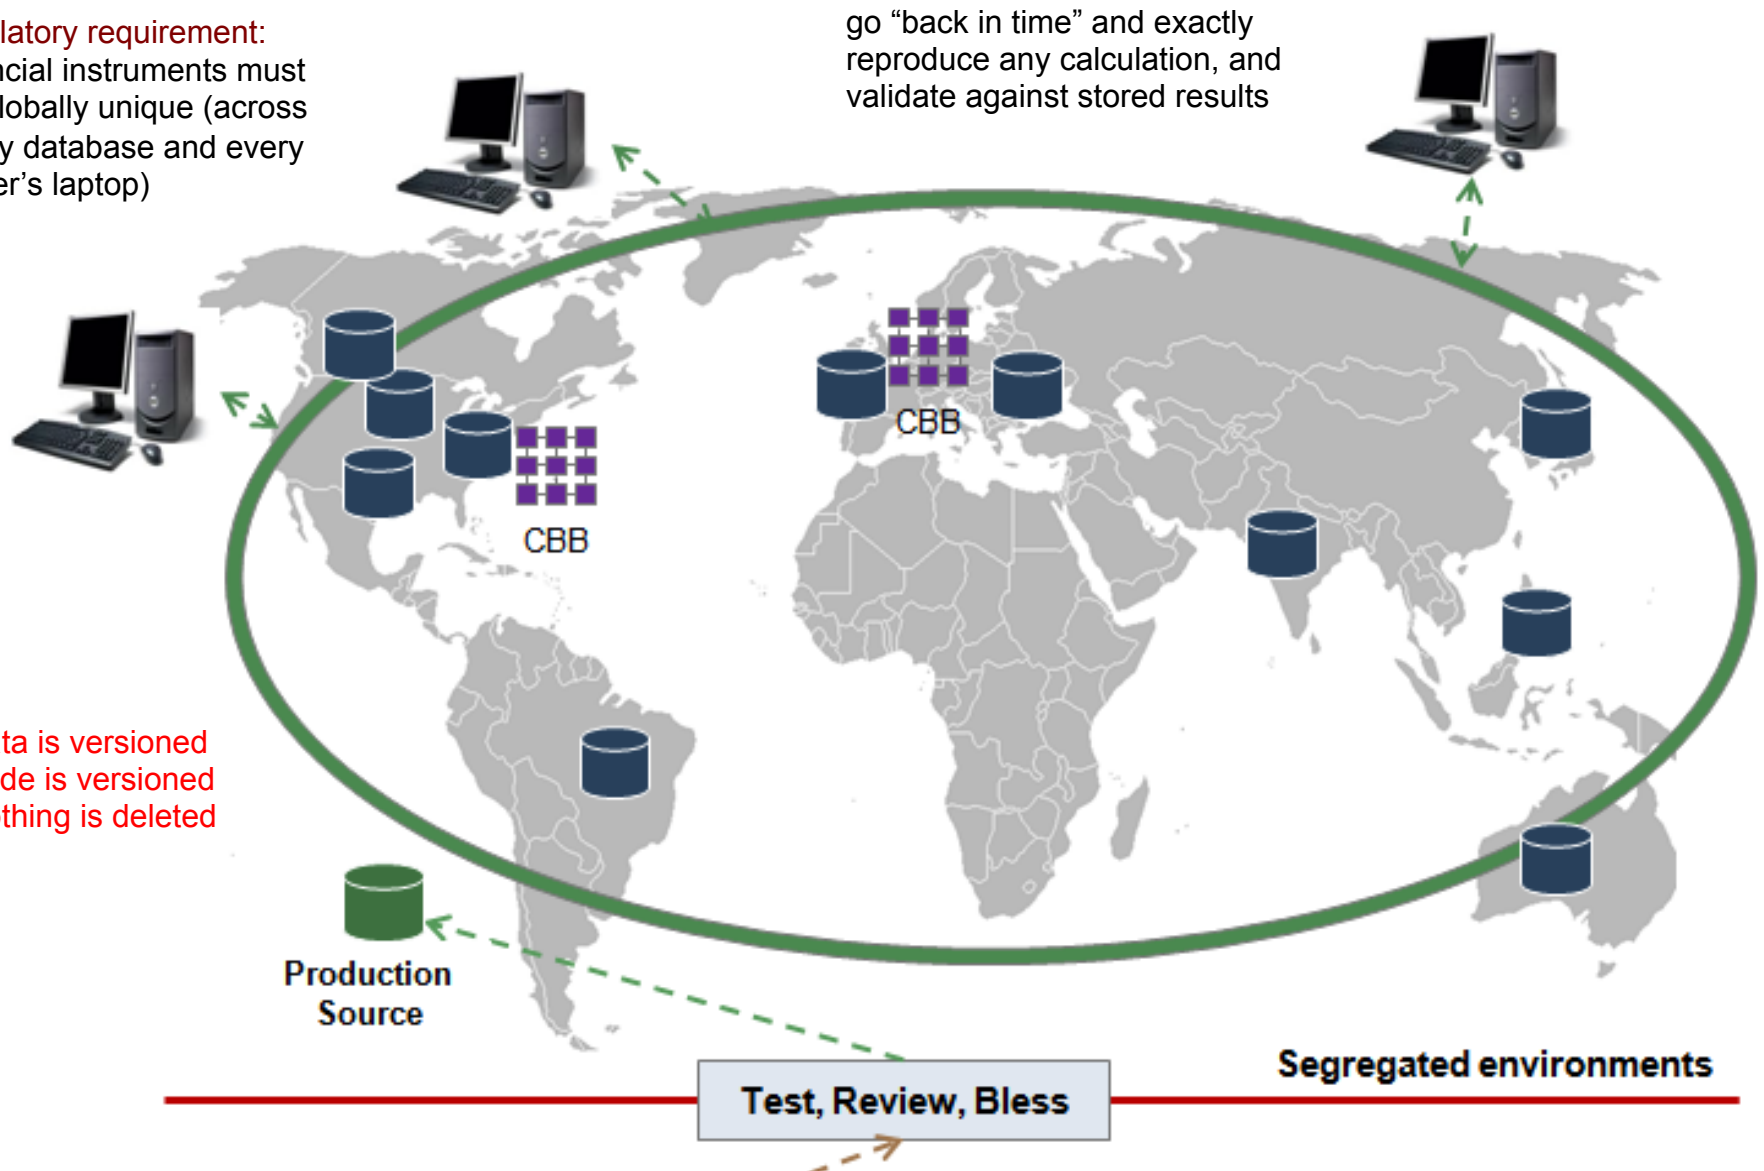 latory requirement:
ncial instruments must
lobally unique (across
y database and every
er’s laptop)
go “back in time” and exactly
reproduce any calculation, and
validate against stored results
CBB
CBB
ta is versioned
de is versioned
thing is deleted
Production
Source
Segregated environments
Test, Review, Bless